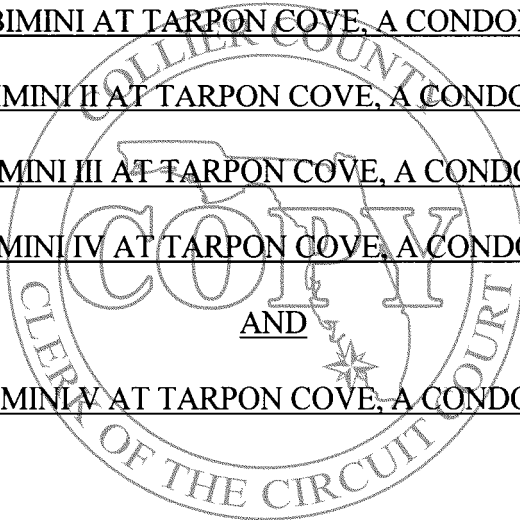 BIMINI AT TARPON COVE, A CONDO
COLLIER COUNTY
IMINI II AT TARPON COVE, A CONDO
MINI III AT TARPON COVE, A CONDO
COPY
MINI IV AT TARPON COVE, A CONDO
AND
MINI V AT TARPON COVE, A CONDO
CLERK OF THE CIRCUIT COURT